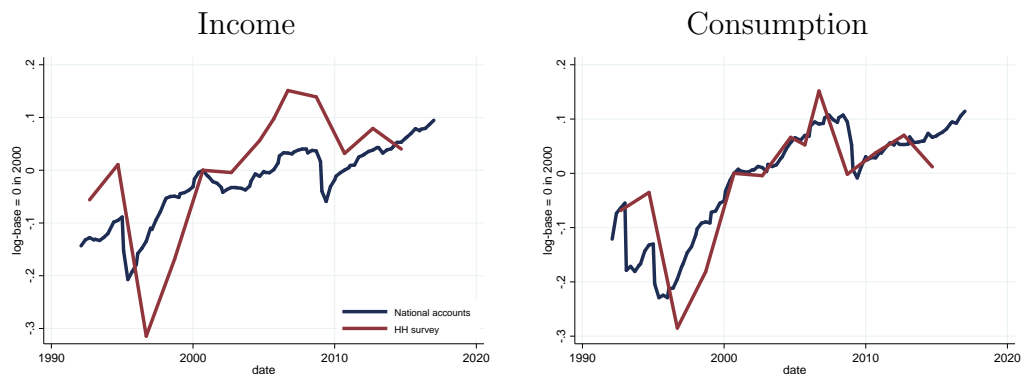 Income
log-base = 0 in 2000
.2
.1
0
-.1
-.2
-.3
National accounts
HH survey
1990 2000 2010 2020
date
Consumption
log-base = 0 in 2000
.2
.1
0
-.1
-.2
-.3
1990 2000 2010 2020
date